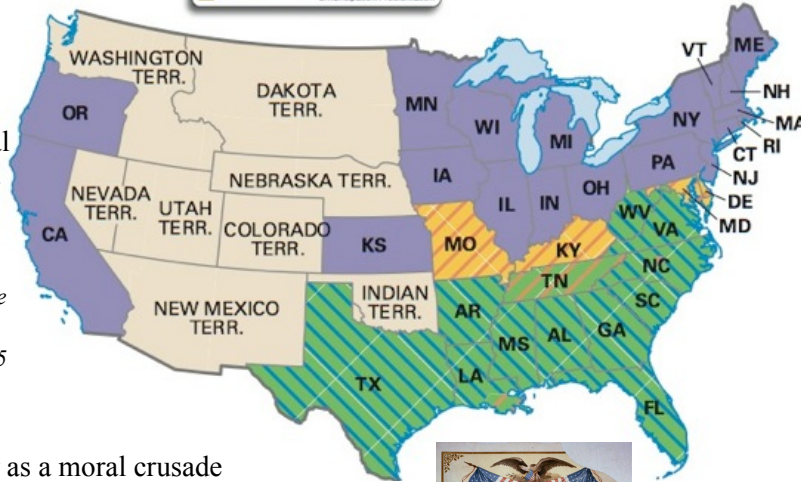 VT
ME
WASHINGTON
TERR.
DAKOTA
TERR.
NH
MN
OR
MA
NY
WI
MI
RI
CT
PA
IA
NJ
NEBRASKA TERR.
OH
NEVADA
TERR.
IL
IN
DE
UTAH
TERR.
WV
MD
COLORADO
TERR.
VA
CA
KS
MO
KY
NC
TN
INDIAN
TERR.
NEW MEXICO
TERR.
AR
SC
MS
AL
GA
TX
LA
FL
al
e
5
as a moral crusade